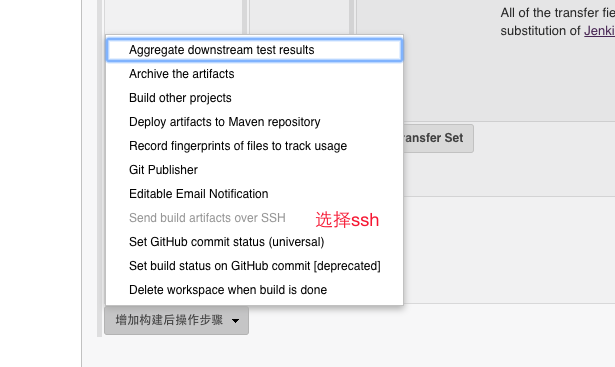 All of the transfer fie
substitution of Jenki
Aggregate downstream test results
Archive the artifacts
Build other projects
Deploy artifacts to Maven repository
ransfer Set
Record fingerprints of files to track usage
Git Publisher
Editable Email Notification
Send build artifacts over SSH
选择ssh
Set GitHub commit status (universal)
Set build status on GitHub commit [deprecated]
Delete workspace when build is done
增加构建后操作步骤